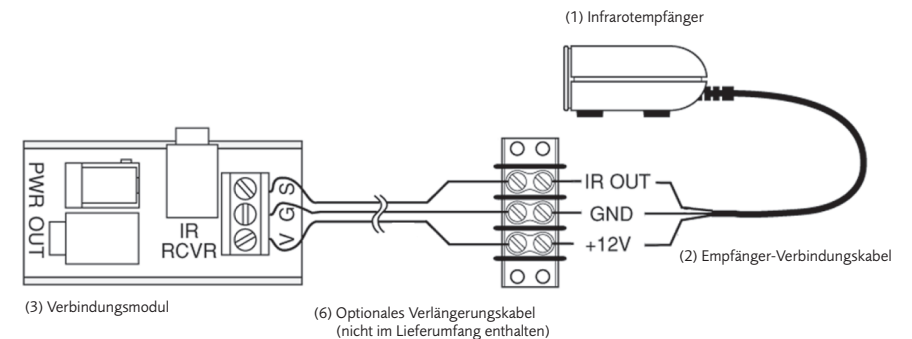 (1) Infrarotempfänger
PWR OUT
IR
RCVR
S
G
V
IR OUT
GND
+12V
(2) Empfänger-Verbindungskabel
(3) Verbindungsmodul
(6) Optionales Verlängerungskabel
(nicht im Lieferumfang enthalten)